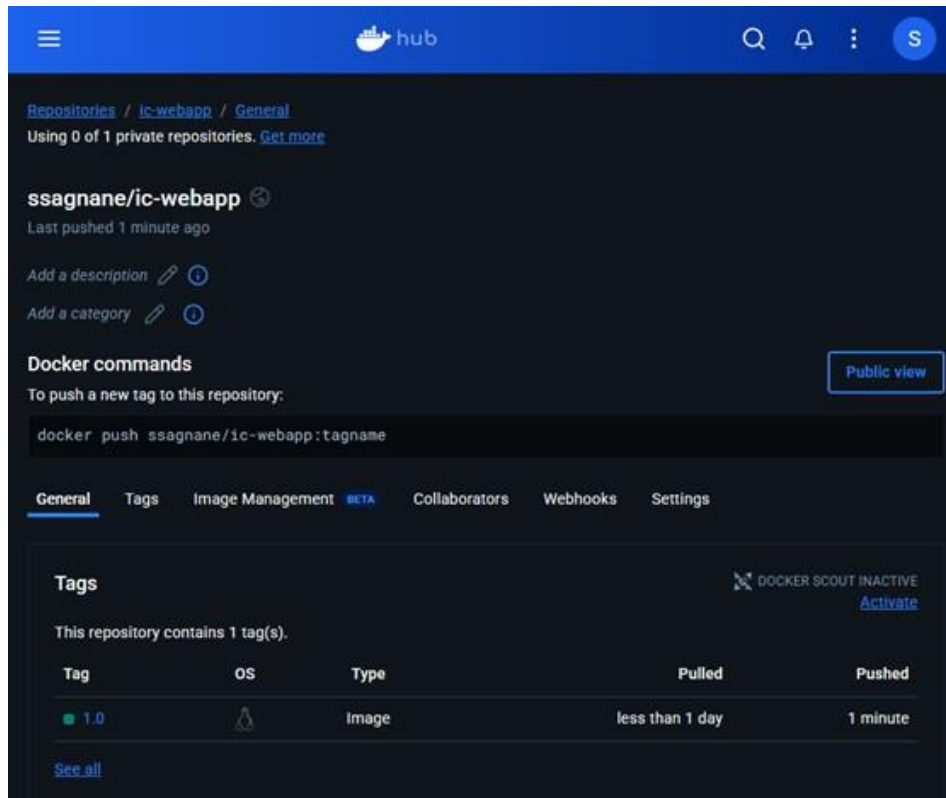 hub
S
Repositories / ic-webapp / General
Using 0 of 1 private repositories. Get more
ssagnane/ic-webapp
Last pushed 1 minute ago
Add a description
Add a category
Docker commands
Public view
To push a new tag to this repository:
docker push ssagnane/ic-webapp:tagname
General Tags Image Management BETA Collaborators Webhooks Settings
Tags
DOCKER SCOUT INACTIVE
Activate
This repository contains 1 tag(s).
Tag OS Type Pulled Pushed
1.0 Image less than 1 day 1 minute
See all